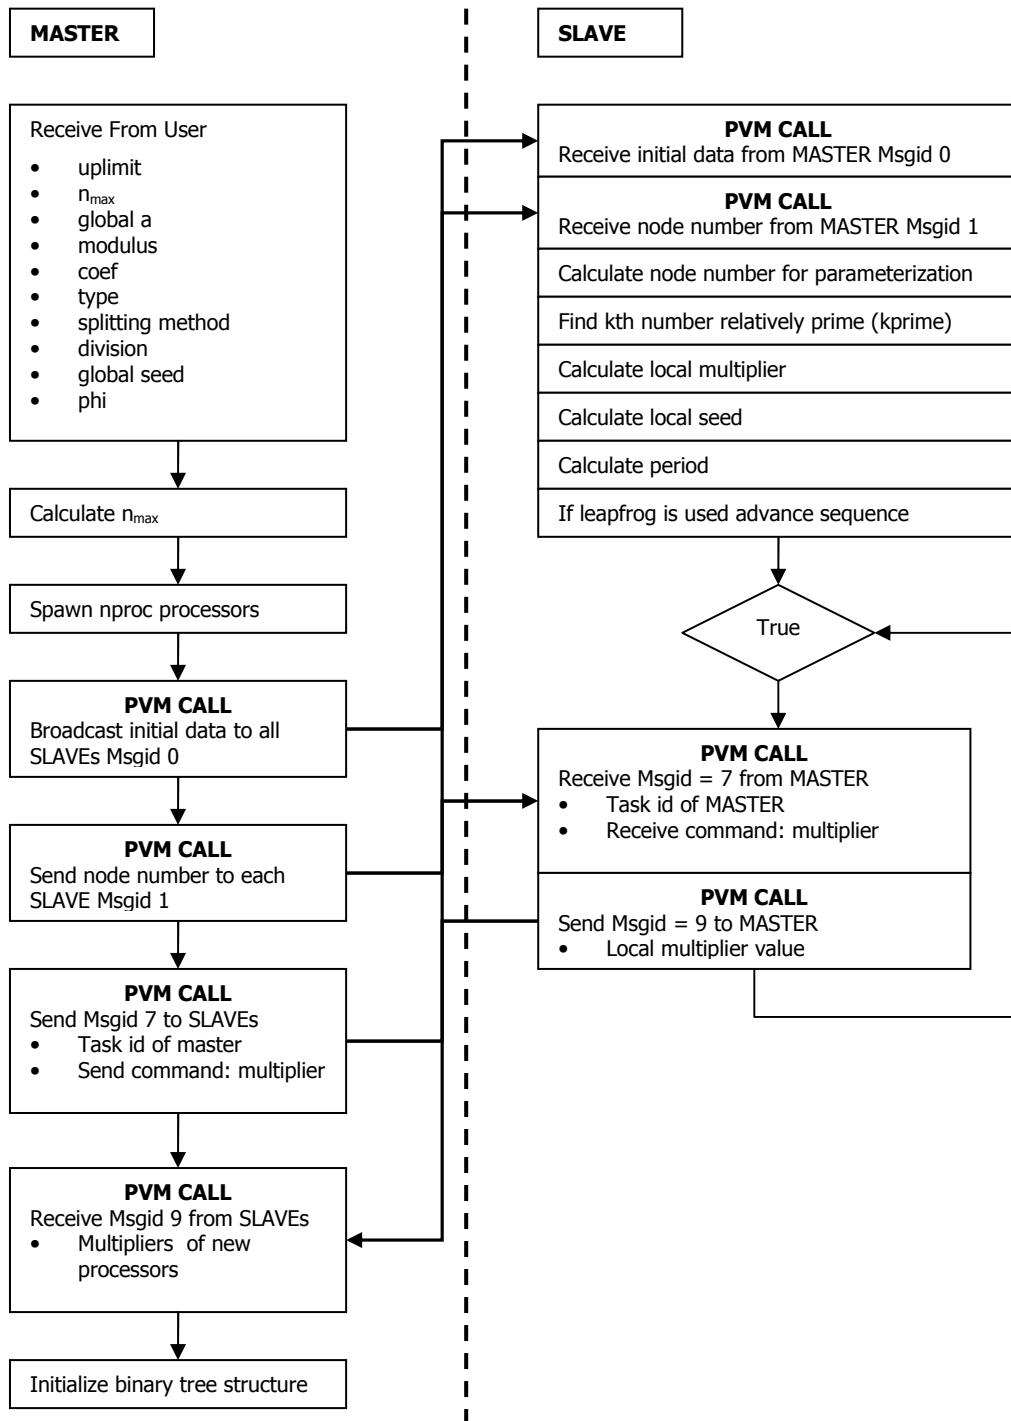 MASTER
Receive From User
• uplimit
• nmax
• global a
• modulus
• coef
• type
• splitting method
• division
• global seed
• phi
Calculate nmax
Spawn nproc processors
PVM CALL
Broadcast initial data to all
SLAVEs Msgid 0
PVM CALL
Send node number to each
SLAVE Msgid 1
PVM CALL
Send Msgid 7 to SLAVEs
• Task id of master
• Send command: multiplier
PVM CALL
Receive Msgid 9 from SLAVEs
• Multipliers of new
processors
Initialize binary tree structure
SLAVE
PVM CALL
Receive initial data from MASTER Msgid 0
PVM CALL
Receive node number from MASTER Msgid 1
Calculate node number for parameterization
Find kth number relatively prime (kprime)
Calculate local multiplier
Calculate local seed
Calculate period
If leapfrog is used advance sequence
True
PVM CALL
Receive Msgid = 7 from MASTER
• Task id of MASTER
• Receive command: multiplier
PVM CALL
Send Msgid = 9 to MASTER
• Local multiplier value